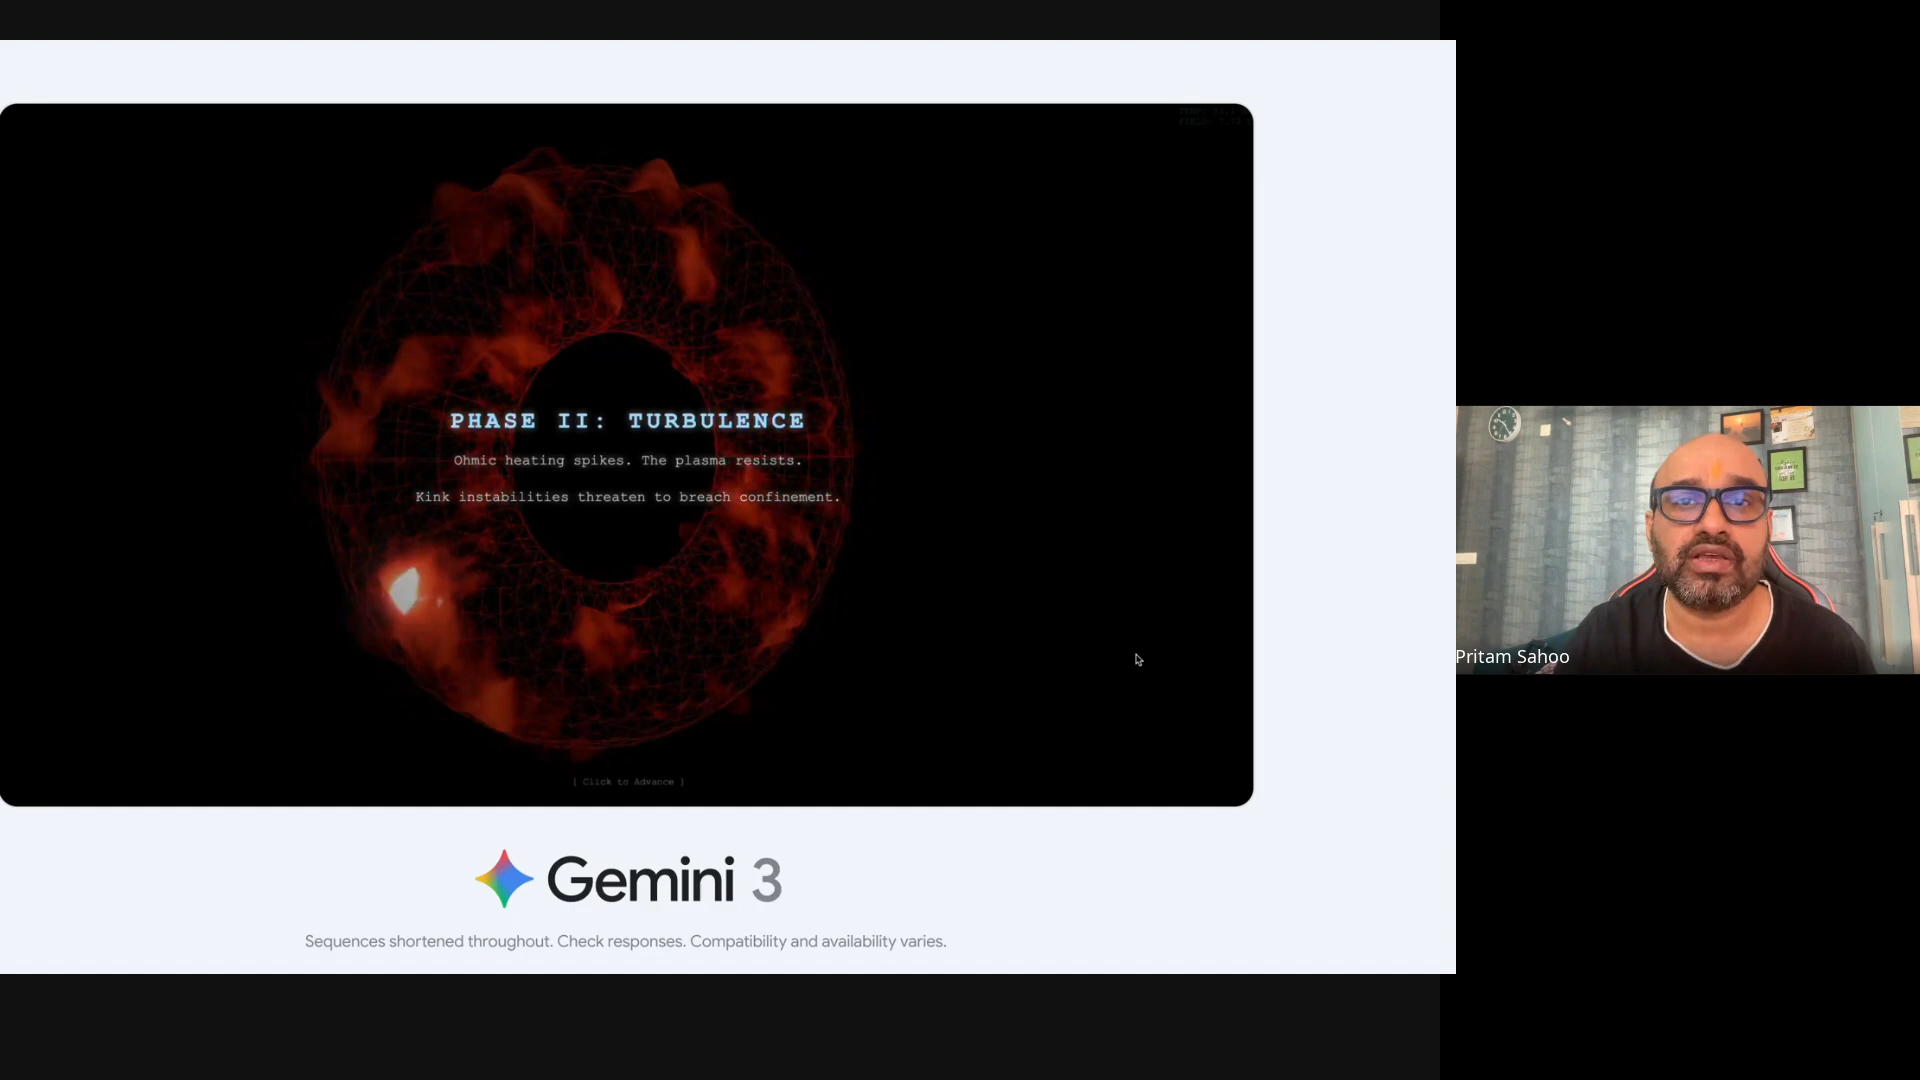 PHASE II: TURBULENCE
Ohmic heating spikes. The plasma resists.
Kink instabilities threaten to breach confinement.
[ Click to Advance ]
Gemini 3
Sequences shortened throughout. Check responses. Compatibility and availability varies.
Pritam Sahoo